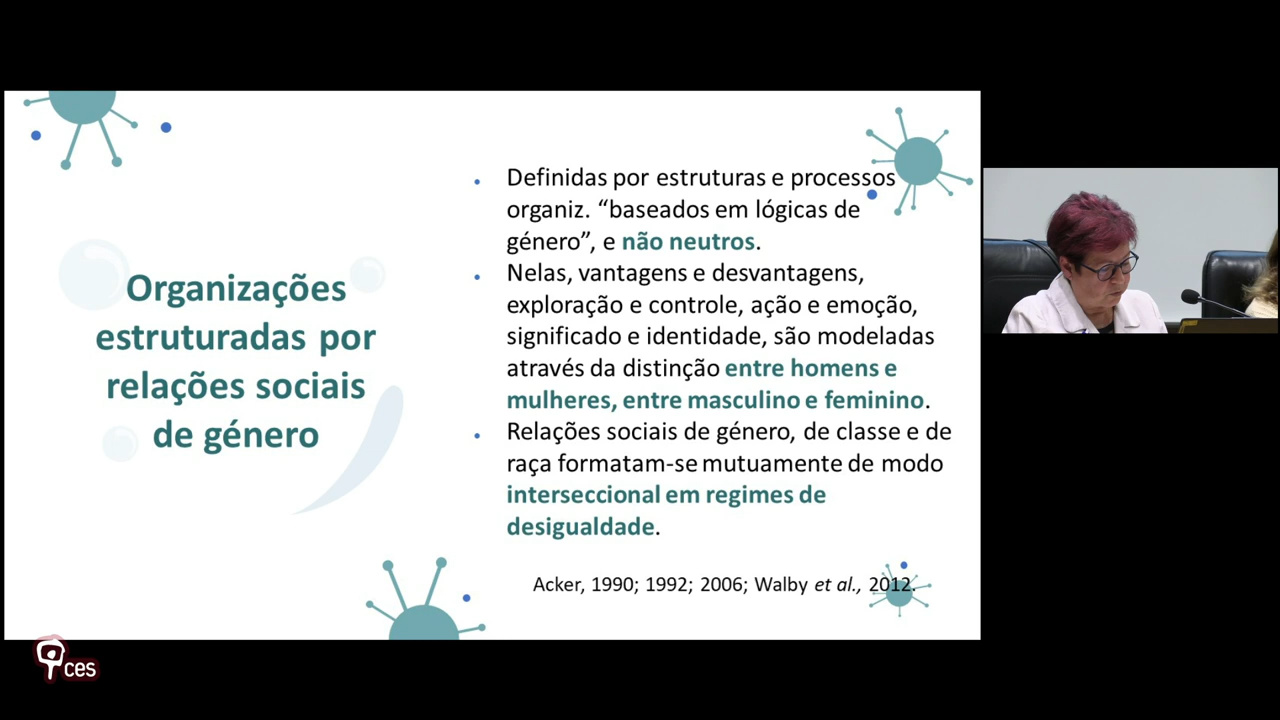 Organizações
estruturadas por
relações sociais
de género
Definidas por estruturas e processos
organiz. “baseados em lógicas de
género”, e não neutros.
Nelas, vantagens e desvantagens,
exploração e controle, ação e emoção,
significado e identidade, são modeladas
através da distinção entre homens e
mulheres, entre masculino e feminino.
Relações sociais de género, de classe e de
raça formatam-se mutuamente de modo
interseccional em regimes de
desigualdade.
Acker, 1990; 1992; 2006; Walby et al., 2012.
ces